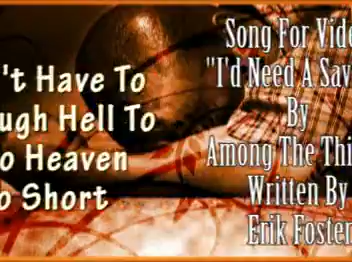 't Have To
ugh Hell To
o Heaven
o Short
Song For Vide
"I'd Need A Sav
By
Among The Thi
Written By
Erik Foster